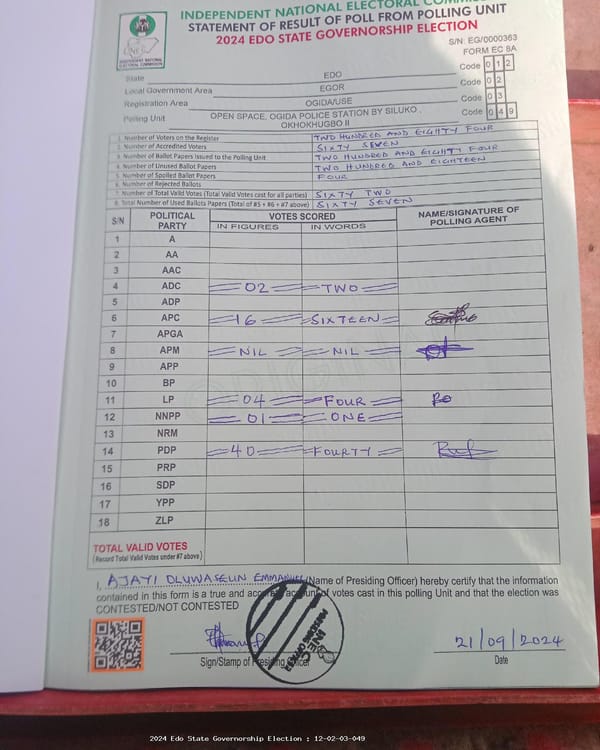 INDEPENDENT NATIONAL ELECTORAL
STATEMENT OF RESULT OF POLL FROM POLLING UNIT
2024 EDO STATE GOVERNORSHIP ELECTION
S/N: EG/0000363
FORM EC 8A
State EDO Code 0 1 2
Local Government Area EGOR Code 0 2
Registration Area OGIDA/USE Code 0 3
Polling Unit OPEN SPACE, OGIDA POLICE STATION BY SILUKO, OKHOKHUGBO II Code 0 4 9
1. Number of Voters on the Register TWO HUNDRED AND EIGHTY FOUR
2. Number of Accredited Voters SIXTY SEVEN
3. Number of Ballot Papers Issued to the Polling Unit TWO HUNDRED AND EIGHTY FOUR
4. Number of Unused Ballot Papers TWO HUNDRED AND EIGHTEEN
5. Number of Spoiled Ballot Papers FOUR
6. Number of Rejected Ballots
7. Number of Total Valid Votes (Total Valid Votes cast for all parties) SIXTY TWO
8. Total Number of Used Ballots Papers (Total of #5 + #6 + #7 above) SIXTY SEVEN
S/N POLITICAL PARTY VOTES SCORED NAME/SIGNATURE OF POLLING AGENT
IN FIGURES IN WORDS
1 A
2 AA
3 AAC
4 ADC 02 TWO
5 ADP
6 APC 16 SIXTEEN
7 APGA
8 APM NIL NIL
9 APP
10 BP
11 LP 04 FOUR
12 NNPP 01 ONE
13 NRM
14 PDP 40 FOURTY
15 PRP
16 SDP
17 YPP
18 ZLP
TOTAL VALID VOTES
(Record Total Valid Votes under #7 above)
I, AJAYI OLUWASEUN EMMANUEL (Name of Presiding Officer) hereby certify that the information
contained in this form is a true and accurate account of votes cast in this polling Unit and that the election was
CONTESTED/NOT CONTESTED
INEC
PRESIDING OFFICER
21/09/2024
Sign/Stamp of Presiding Officer Date
2024 Edo State Governorship Election : 12-02-03-049